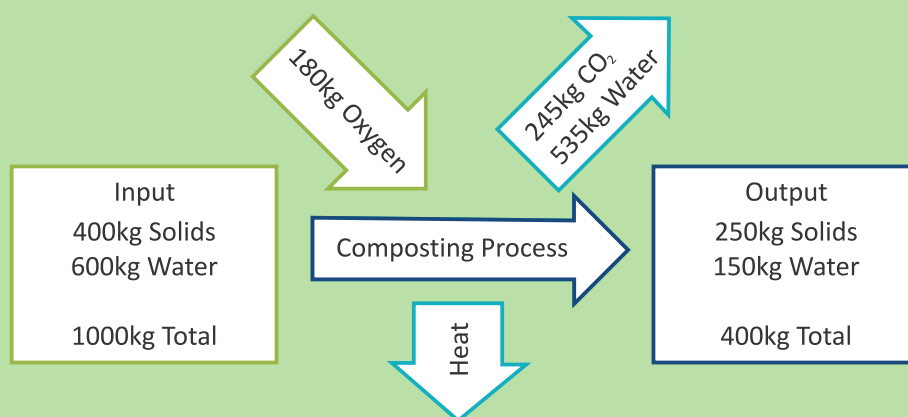 180kg Oxygen
245kg CO₂
535kg Water
Input
400kg Solids
600kg Water
1000kg Total
Composting Process
Output
250kg Solids
150kg Water
400kg Total
Heat